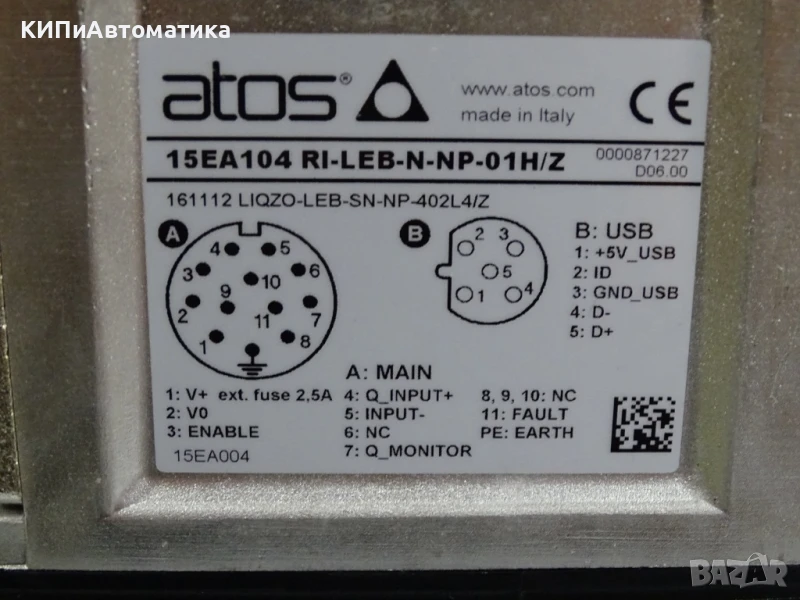 КИПиАвтоматика
atos®
www.atos.com
made in Italy
CE
15EA104 RI-LEB-N-NP-01H/Z
0000871227
D06.00
161112 LIQZO-LEB-SN-NP-402L4/Z
A
4 5
3 6
10
9
2 11 7
1 8
B
2 3
5
1 4
B: USB
1: +5V_USB
2: ID
3: GND_USB
4: D-
5: D+
A: MAIN
1: V+ ext. fuse 2,5A
2: V0
3: ENABLE
4: Q_INPUT+
5: INPUT-
6: NC
7: Q_MONITOR
8, 9, 10: NC
11: FAULT
PE: EARTH
15EA004
BAZAR